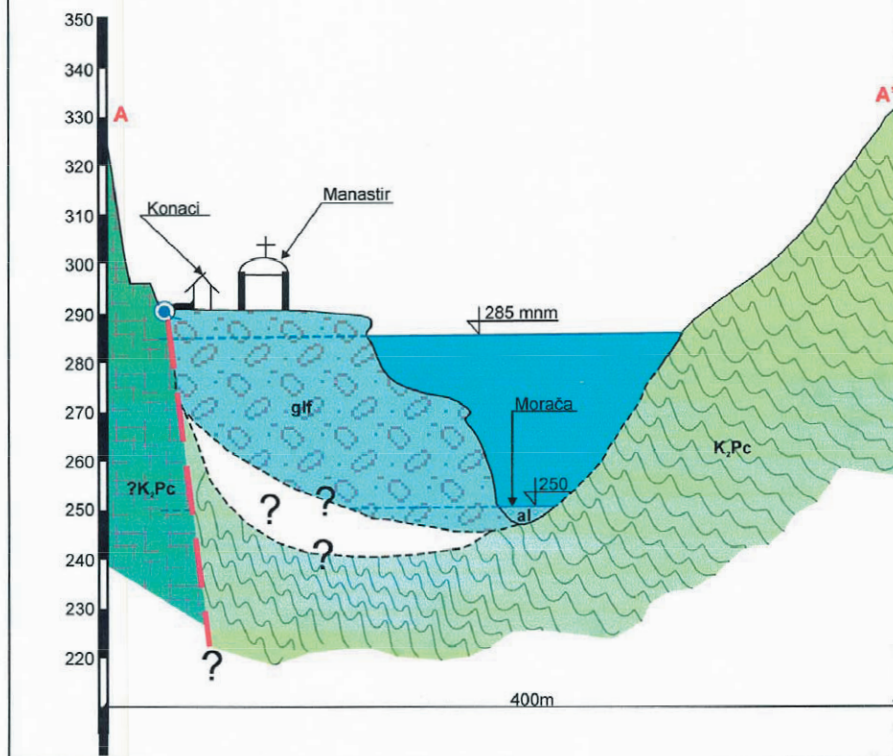 350
340
330
320
310
300
290
280
270
260
250
240
230
220
A
A'
Konaci
Manastir
285 mnm
glf
Morača
K₂Pc
?K₂Pc
250
al
?
?
?
?
400m